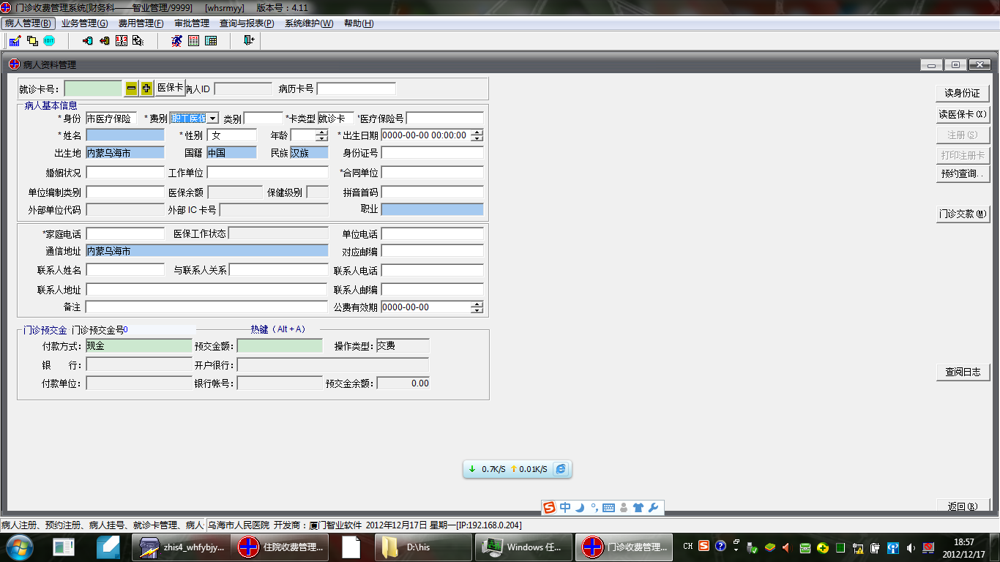 门诊收费管理系统[财务科——智业管理/9999] [whsrmyy] 版本号：4.11
病人管理(B) 业务管理(G) 费用管理(F) 审批管理 查询与报表(P) 系统维护(W) 帮助(H)
EDIT
病人资料管理
就诊卡号： 医保卡 病人ID 病历卡号
病人基本信息
*身份 市医疗保险 *费别 职工医保 类别 *卡类型 就诊卡 *医疗保险号
*姓名 *性别 女 年龄 *出生日期 0000-00-00 00:00:00
出生地 内蒙乌海市 国籍 中国 民族 汉族 身份证号
婚姻状况 工作单位 *合同单位
单位编制类别 医保余额 保健级别 拼音首码
外部单位代码 外部 IC 卡号 职业
*家庭电话 医保工作状态 单位电话
通信地址 内蒙乌海市 对应邮编
联系人姓名 与联系人关系 联系人电话
联系人地址 联系人邮编
备注 公费有效期 0000-00-00
门诊预交金 门诊预交金号0 热键（Alt + A）
付款方式： 现金 预交金额： 操作类型： 交费
银 行： 开户很行：
付款单位： 银行帐号： 预交金余额： 0.00
读身份证
读医保卡(X)
注册(S)
打印注册卡
预约查询..
门诊交款(M)
查阅日志
返回(R)
0.7K/S 0.01K/S
中
病人注册、预约注册、病人挂号、就诊卡管理、病人 乌海市人民医院 开发商：厦门智业软件 2012年12月17日 星期一[IP:192.168.0.204]
zhis4_whfybjy... 住院收费管理... D:\his Windows 任... 门诊收费管理... CH 18:57
2012/12/17